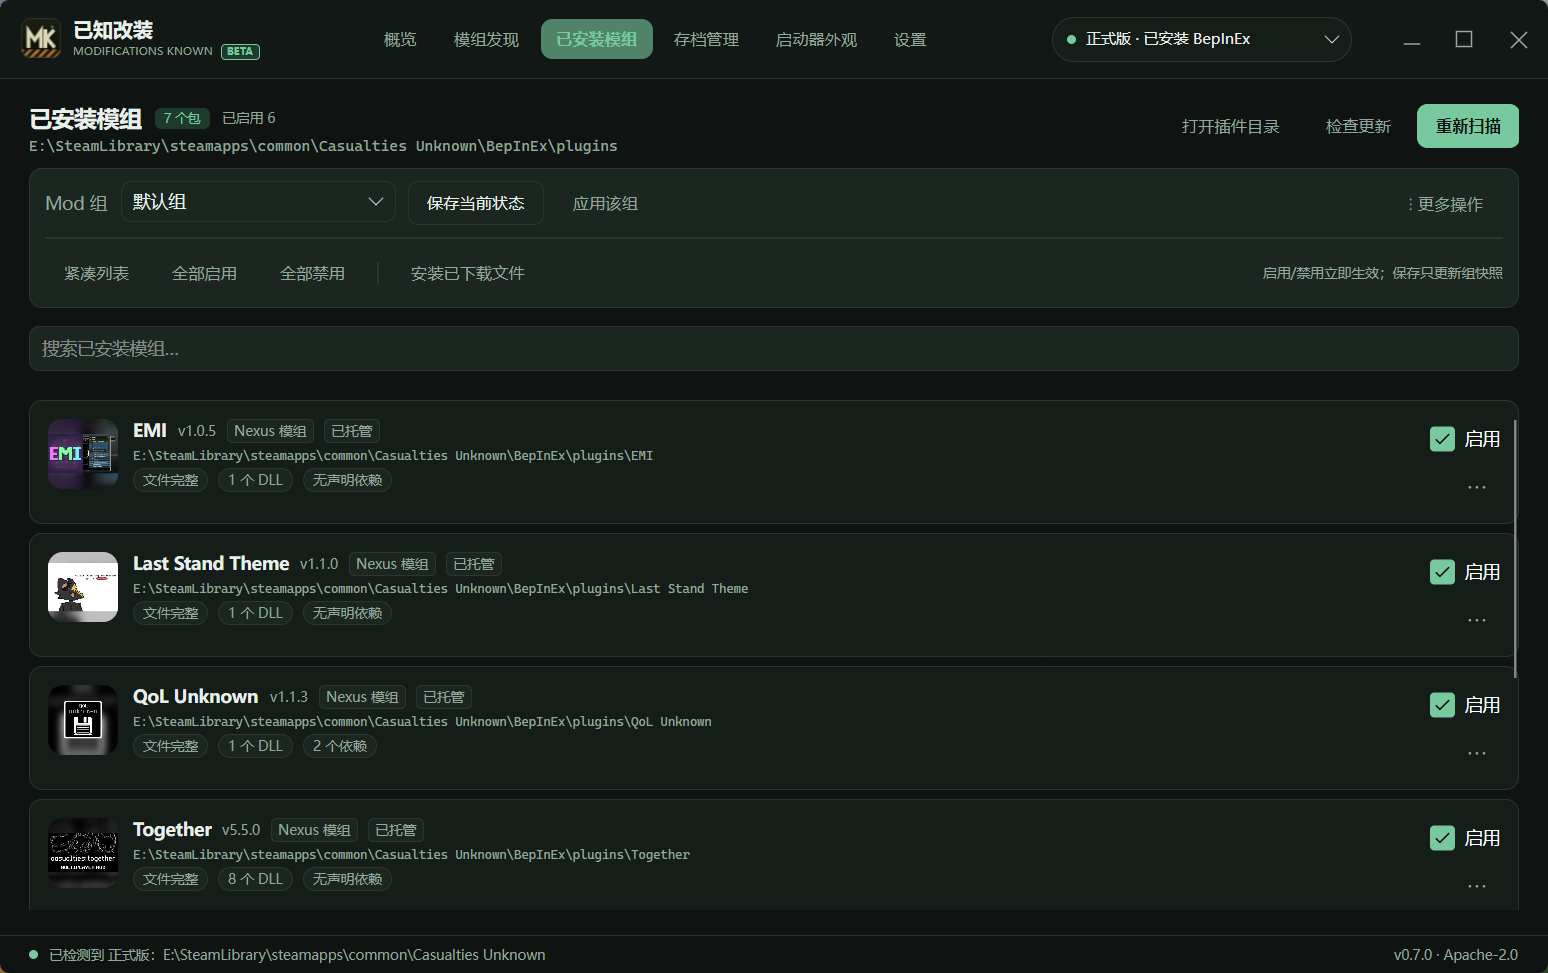 MK
已知改装
MODIFICATIONS KNOWN BETA
概览 模组发现 已安装模组 存档管理 启动器外观 设置
正式版 · 已安装 BepInEx
已安装模组 7 个包 已启用 6
E:\SteamLibrary\steamapps\common\Casualties Unknown\BepInEx\plugins
打开插件目录 检查更新 重新扫描
Mod 组 默认组 保存当前状态 应用该组 ⋮更多操作
紧凑列表 全部启用 全部禁用 安装已下载文件 启用/禁用立即生效；保存只更新组快照
搜索已安装模组...
EMI
EMI v1.0.5 Nexus 模组 已托管
E:\SteamLibrary\steamapps\common\Casualties Unknown\BepInEx\plugins\EMI
文件完整 1 个 DLL 无声明依赖
启用
...
Last Stand Theme v1.1.0 Nexus 模组 已托管
E:\SteamLibrary\steamapps\common\Casualties Unknown\BepInEx\plugins\Last Stand Theme
文件完整 1 个 DLL 无声明依赖
启用
...
QoL
QoL Unknown v1.1.3 Nexus 模组 已托管
E:\SteamLibrary\steamapps\common\Casualties Unknown\BepInEx\plugins\QoL Unknown
文件完整 1 个 DLL 2 个依赖
启用
...
casualties:together
Together v5.5.0 Nexus 模组 已托管
E:\SteamLibrary\steamapps\common\Casualties Unknown\BepInEx\plugins\Together
文件完整 8 个 DLL 无声明依赖
启用
...
已检测到 正式版：E:\SteamLibrary\steamapps\common\Casualties Unknown
v0.7.0 · Apache-2.0